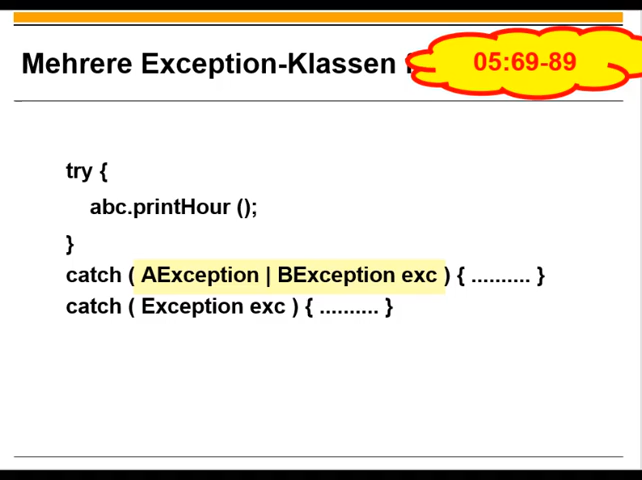 Mehrere Exception-Klassen
05:69-89
try {
abc.printHour ();
}
catch ( AException | BException exc ) { .......... }
catch ( Exception exc ) { .......... }